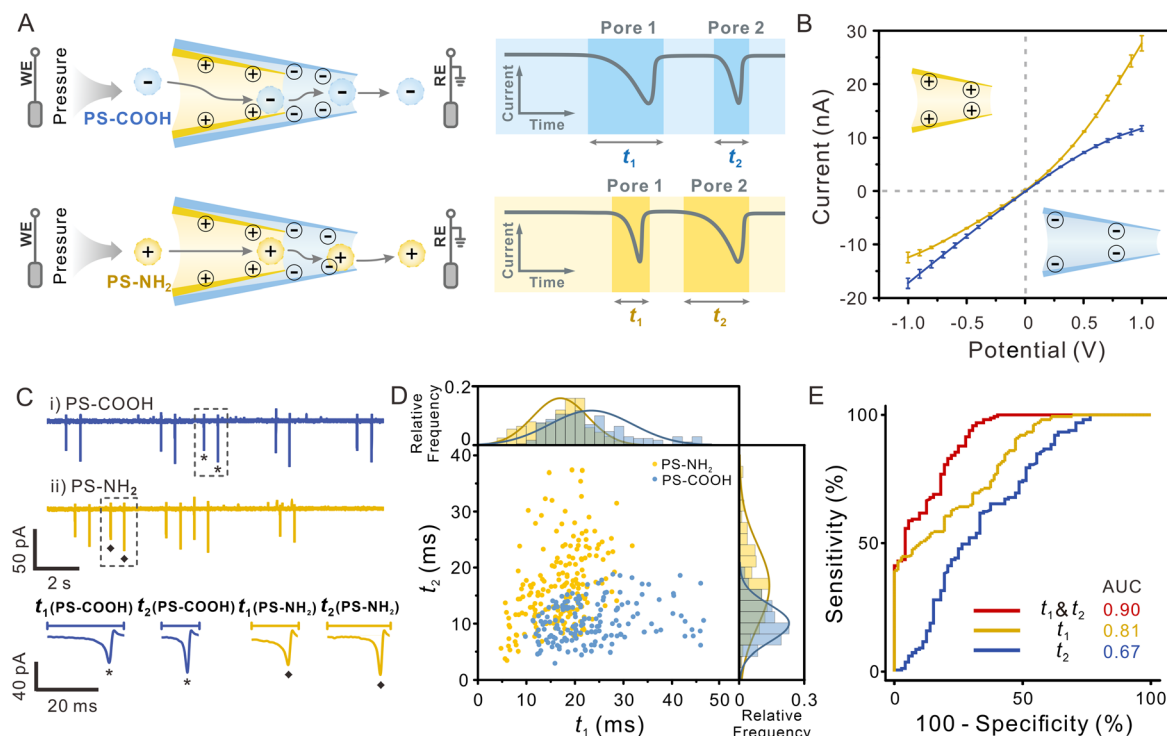 A
WE
Pressure
PS-COOH
RE
Pore 1 Pore 2
Current
Time
t1 t2
WE
Pressure
PS-NH2
RE
Pore 1 Pore 2
Current
Time
t1 t2
B
Current (nA)
30
20
10
0
-10
-20
-1.0 -0.5 0 0.5 1.0
Potential (V)
C
i) PS-COOH
* *
ii) PS-NH2
50 pA
2 s
t1(PS-COOH) t2(PS-COOH) t1(PS-NH2) t2(PS-NH2)
* *
40 pA
20 ms
D
Relative
Frequency
0.2
0
PS-NH2
PS-COOH
t2 (ms)
40
30
20
10
0
0 10 20 30 40 50
t1 (ms)
0 0.3
Relative
Frequency
E
Sensitivity (%)
100
50
0
AUC
t1 & t2 0.90
t1 0.81
t2 0.67
0 50 100
100 - Specificity (%)